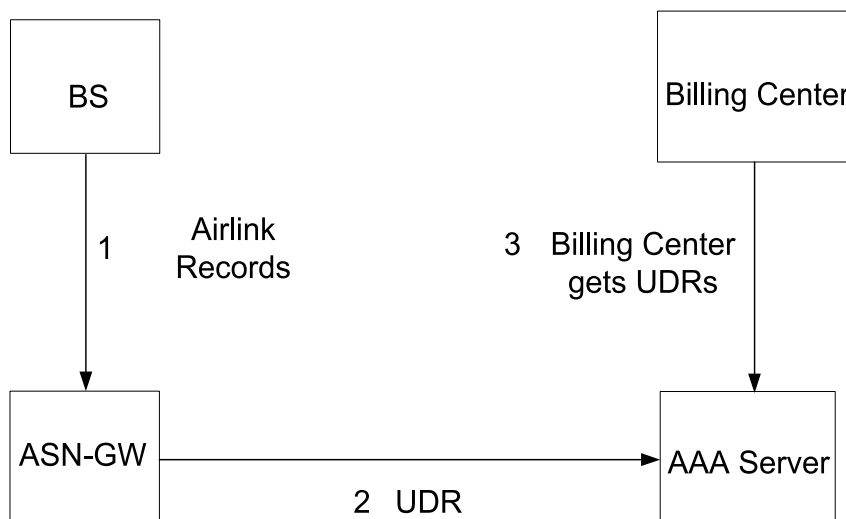 BS
Billing Center
1 Airlink
Records
3 Billing Center
gets UDRs
ASN-GW
AAA Server
2 UDR